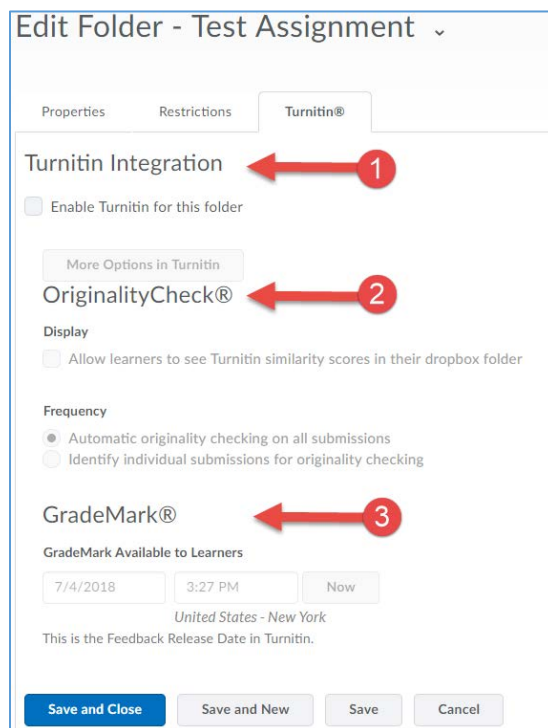 Edit Folder - Test Assignment
Properties Restrictions Turnitin®
Turnitin Integration 1
Enable Turnitin for this folder
More Options in Turnitin
OriginalityCheck® 2
Display
Allow learners to see Turnitin similarity scores in their dropbox folder
Frequency
Automatic originality checking on all submissions
Identify individual submissions for originality checking
GradeMark® 3
GradeMark Available to Learners
7/4/2018 3:27 PM Now
United States - New York
This is the Feedback Release Date in Turnitin.
Save and Close Save and New Save Cancel